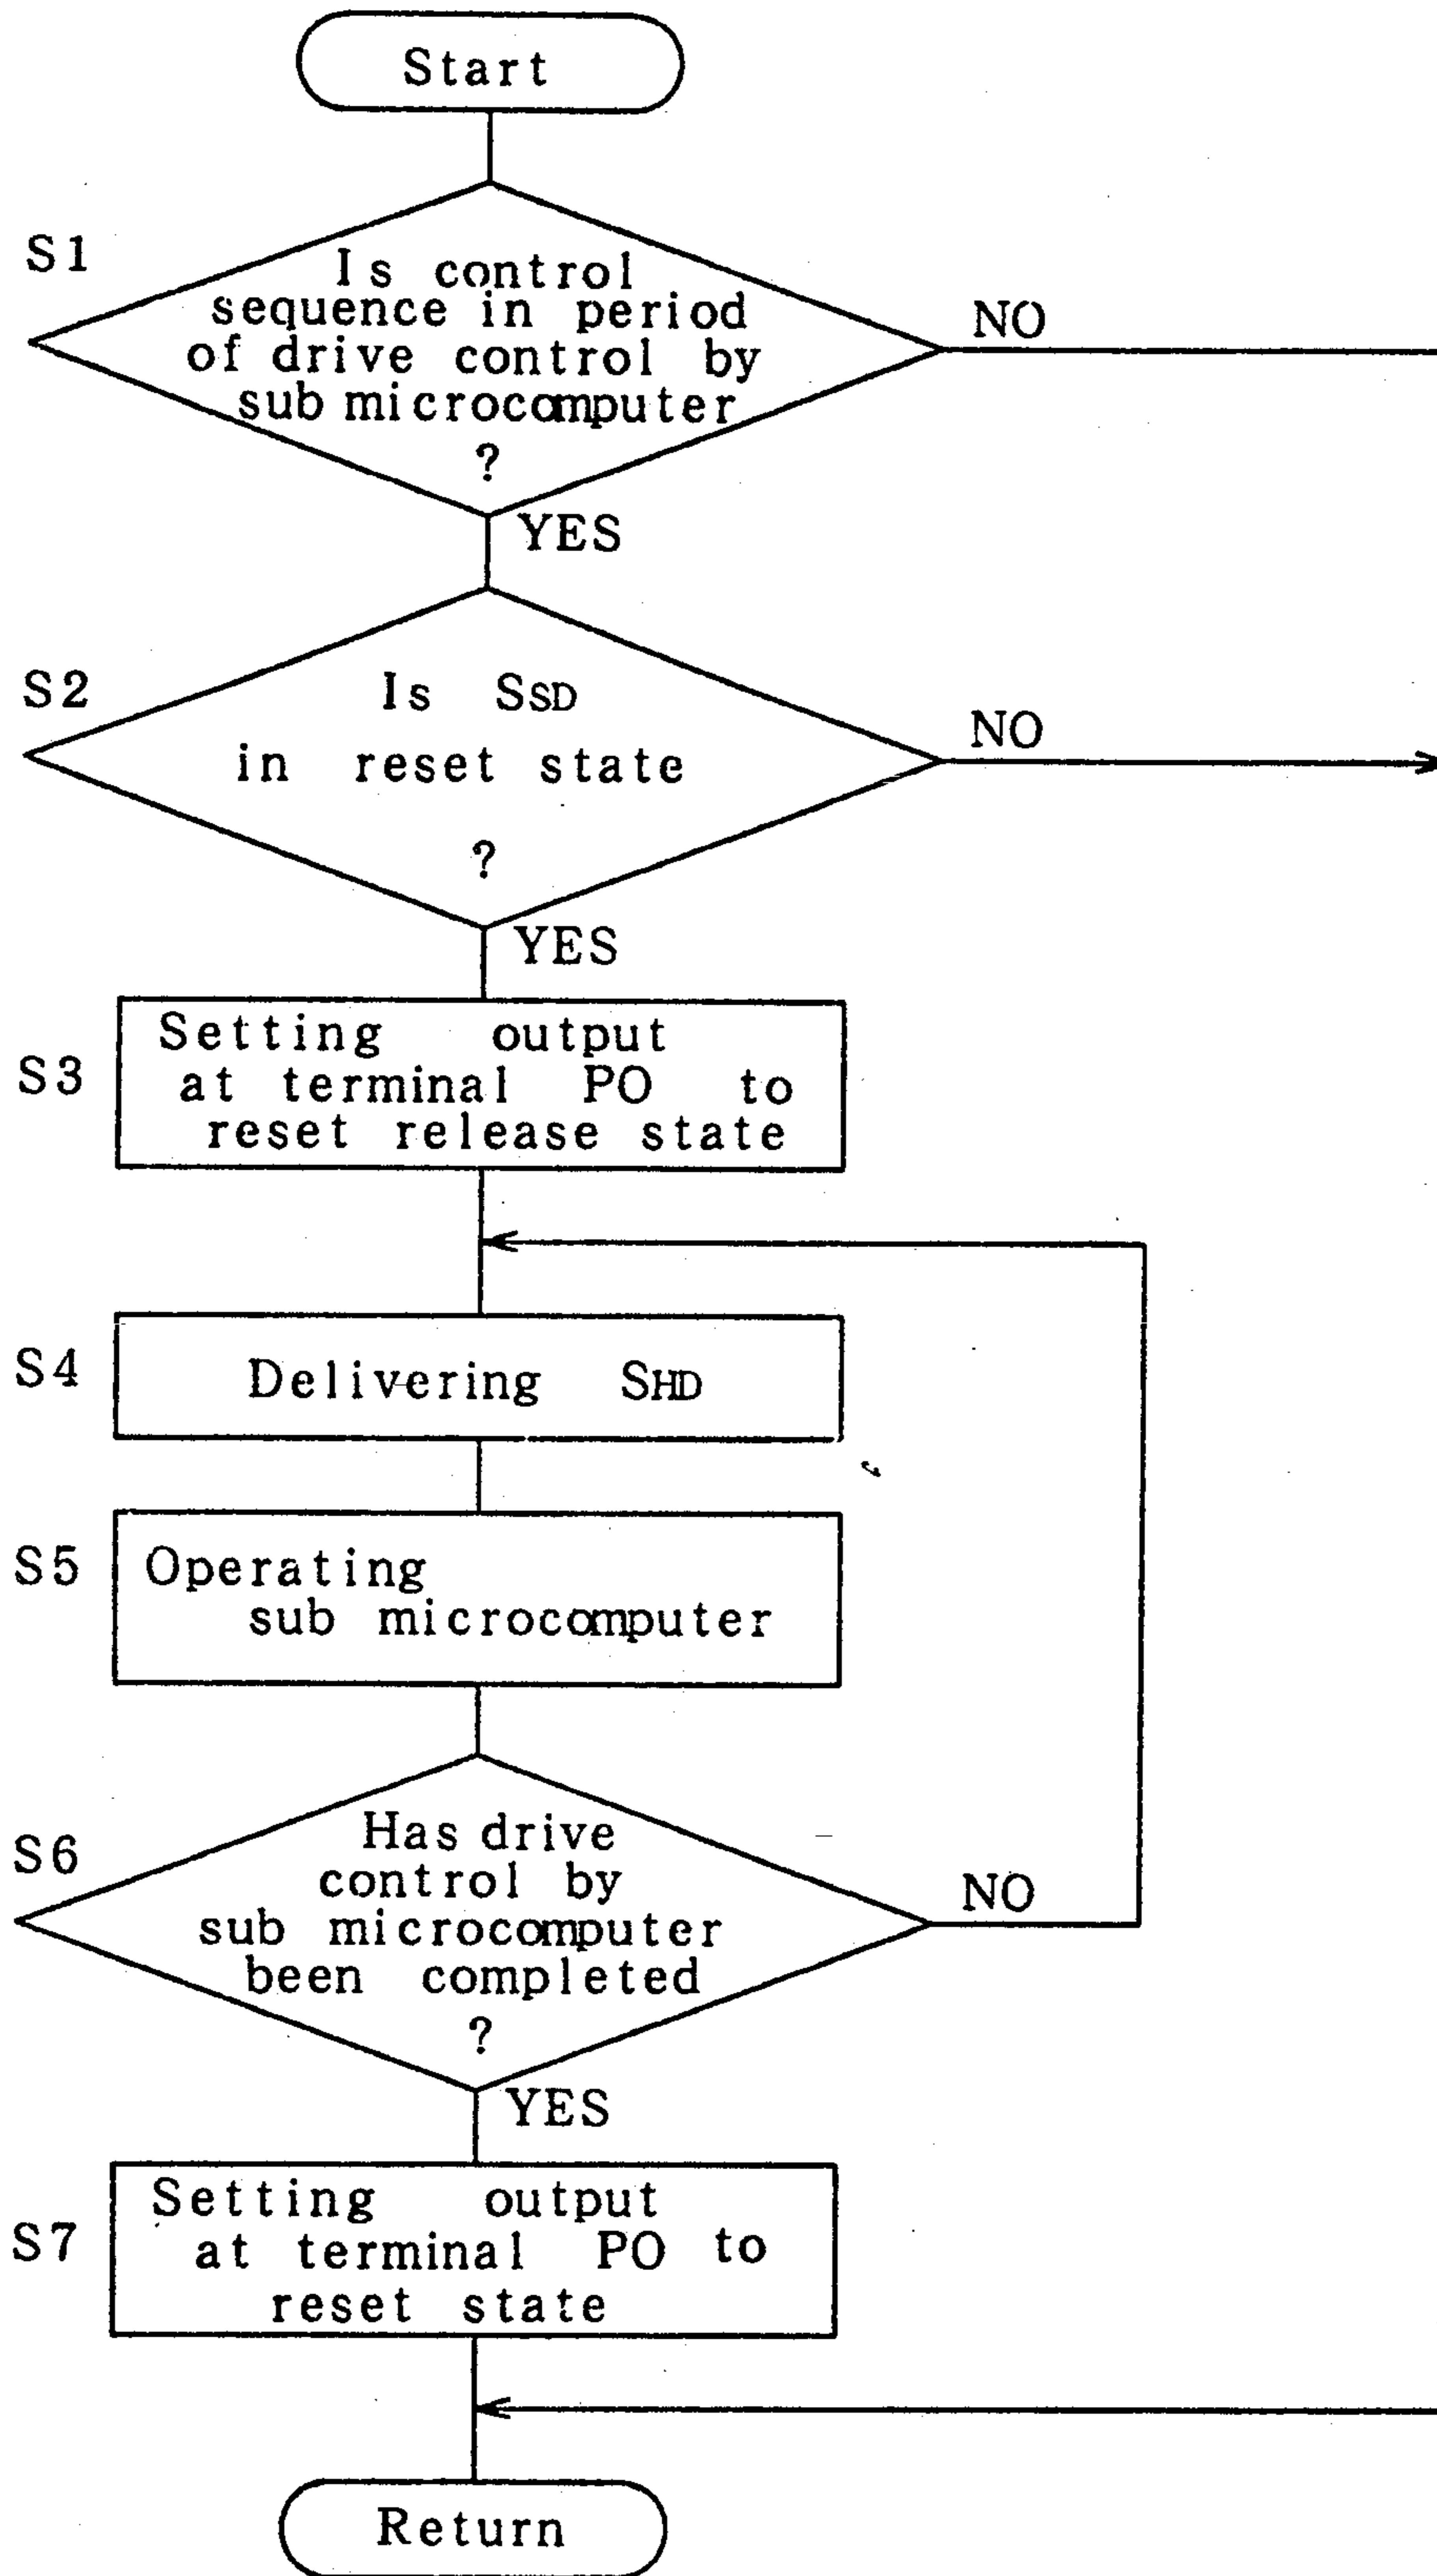 Start
S1
Is control
sequence in period
of drive control by
sub microcomputer
?
NO
YES
S2
Is SSD
in reset state
?
NO
YES
S3
Setting output
at terminal PO to
reset release state
S4
Delivering SHD
S5
Operating
sub microcomputer
S6
Has drive
control by
sub microcomputer
been completed
?
NO
YES
S7
Setting output
at terminal PO to
reset state
Return